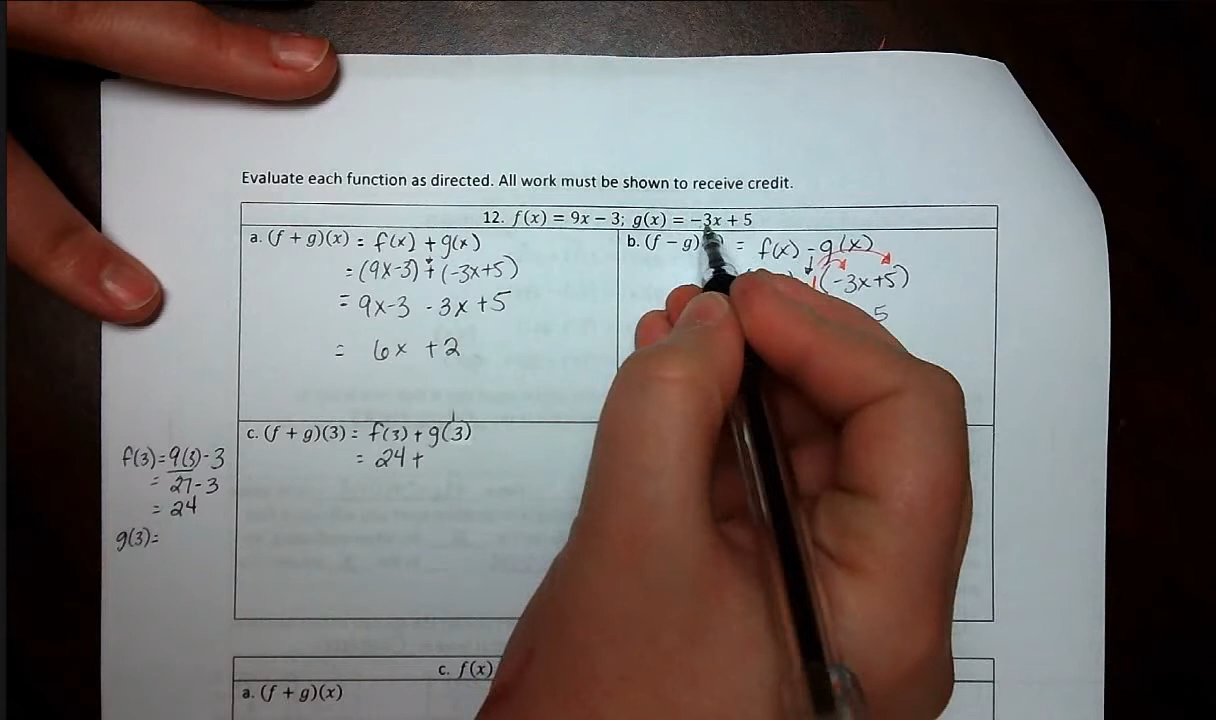 Evaluate each function as directed. All work must be shown to receive credit.
12. f(x) = 9x − 3; g(x) = −3x + 5
a. (f + g)(x) = f(x) + g(x)
= (9x-3) + (-3x+5)
= 9x-3 -3x+5
= 6x +2
b. (f − g) = f(x) - g(x)
(-3x+5)
5
c. (f + g)(3) = f(3) + g(3)
= 24 +
f(3) = 9(3) - 3
= 27 - 3
= 24
g(3) =
c. f(x)
a. (f + g)(x)